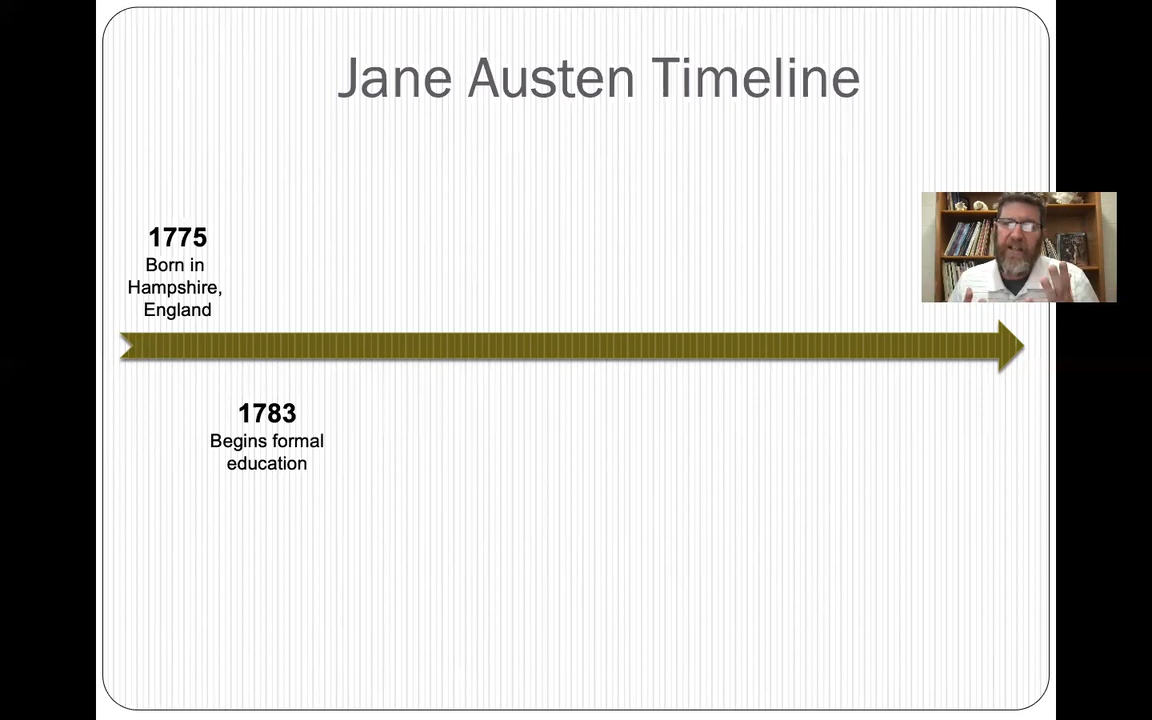 Jane Austen Timeline
1775
Born in
Hampshire,
England
1783
Begins formal
education